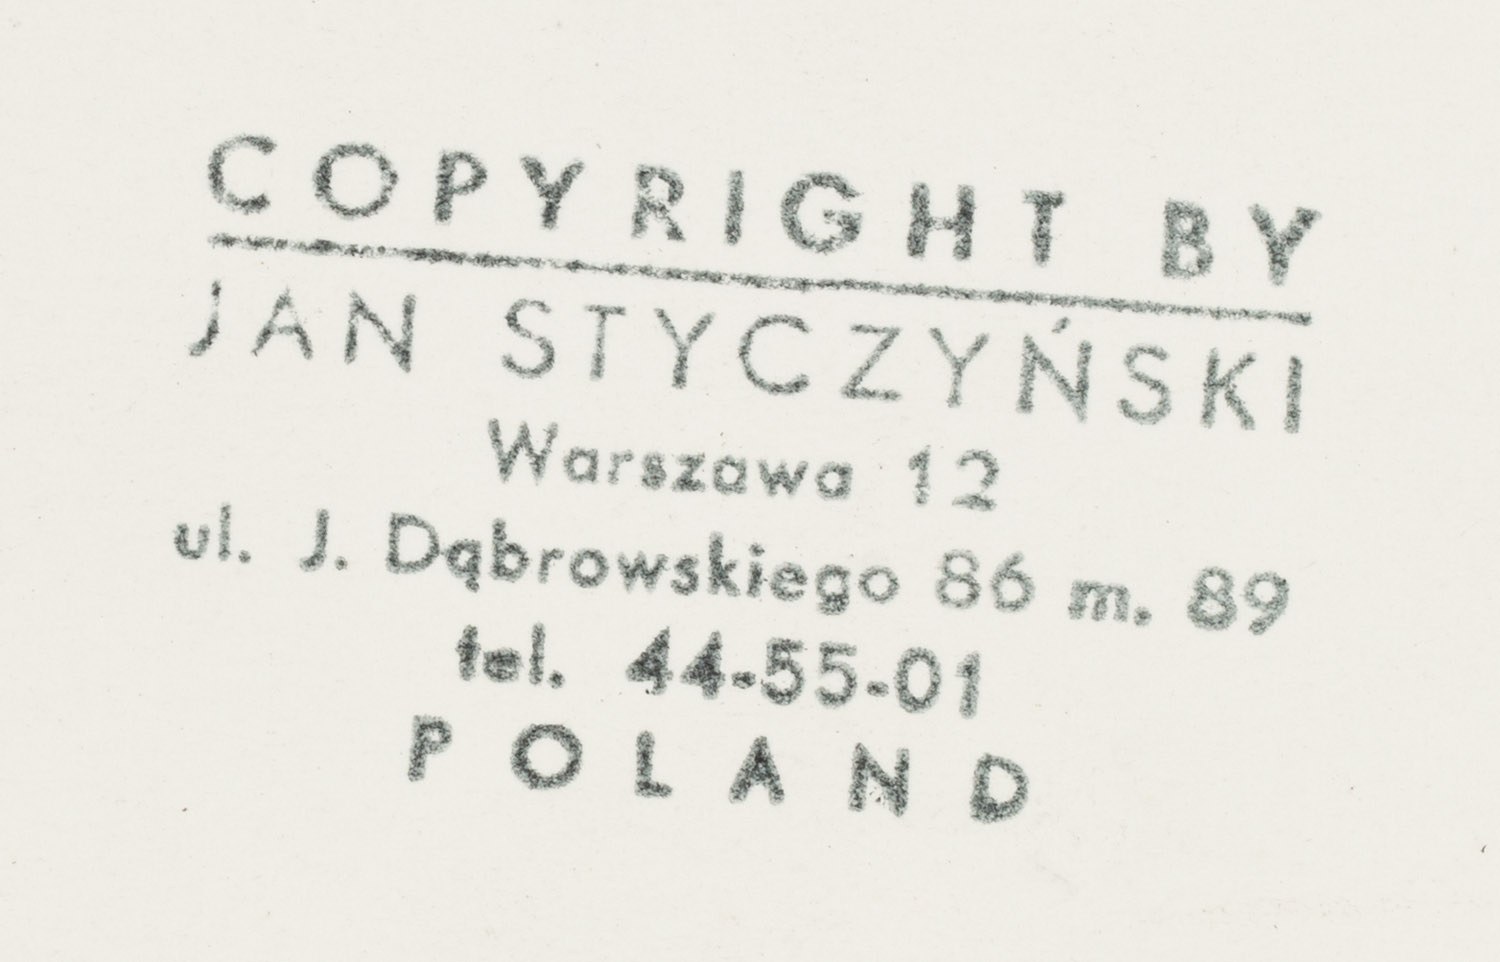 COPYRIGHT BY
JAN STYCZYŃSKI
Warszawa 12
ul. J. Dąbrowskiego 86 m. 89
tel. 44-55-01
POLAND